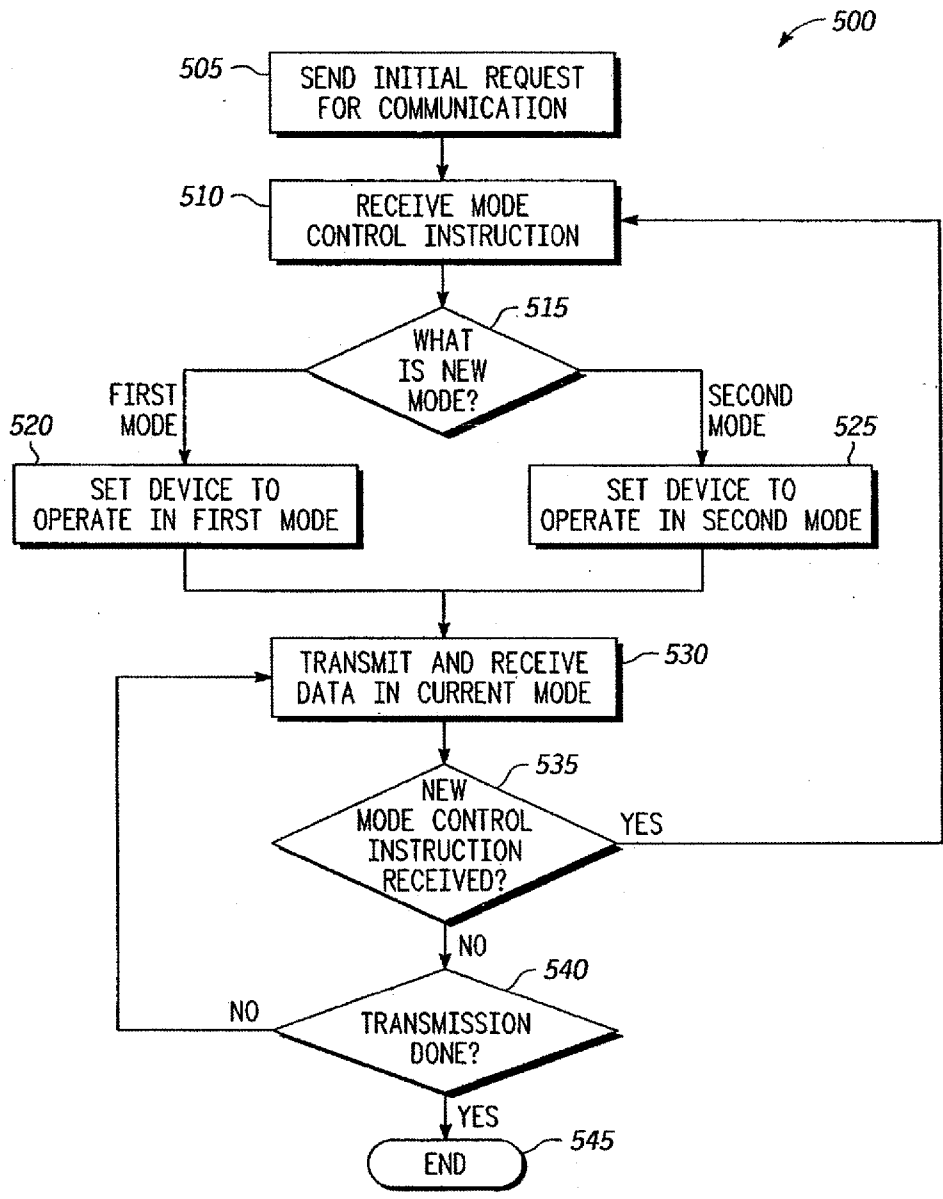 500
505
SEND INITIAL REQUEST
FOR COMMUNICATION
510
RECEIVE MODE
CONTROL INSTRUCTION
515
WHAT
IS NEW
MODE?
FIRST
MODE
SECOND
MODE
520
SET DEVICE TO
OPERATE IN FIRST MODE
525
SET DEVICE TO
OPERATE IN SECOND MODE
530
TRANSMIT AND RECEIVE
DATA IN CURRENT MODE
535
NEW
MODE CONTROL
INSTRUCTION
RECEIVED?
YES
NO
540
TRANSMISSION
DONE?
NO
YES
545
END